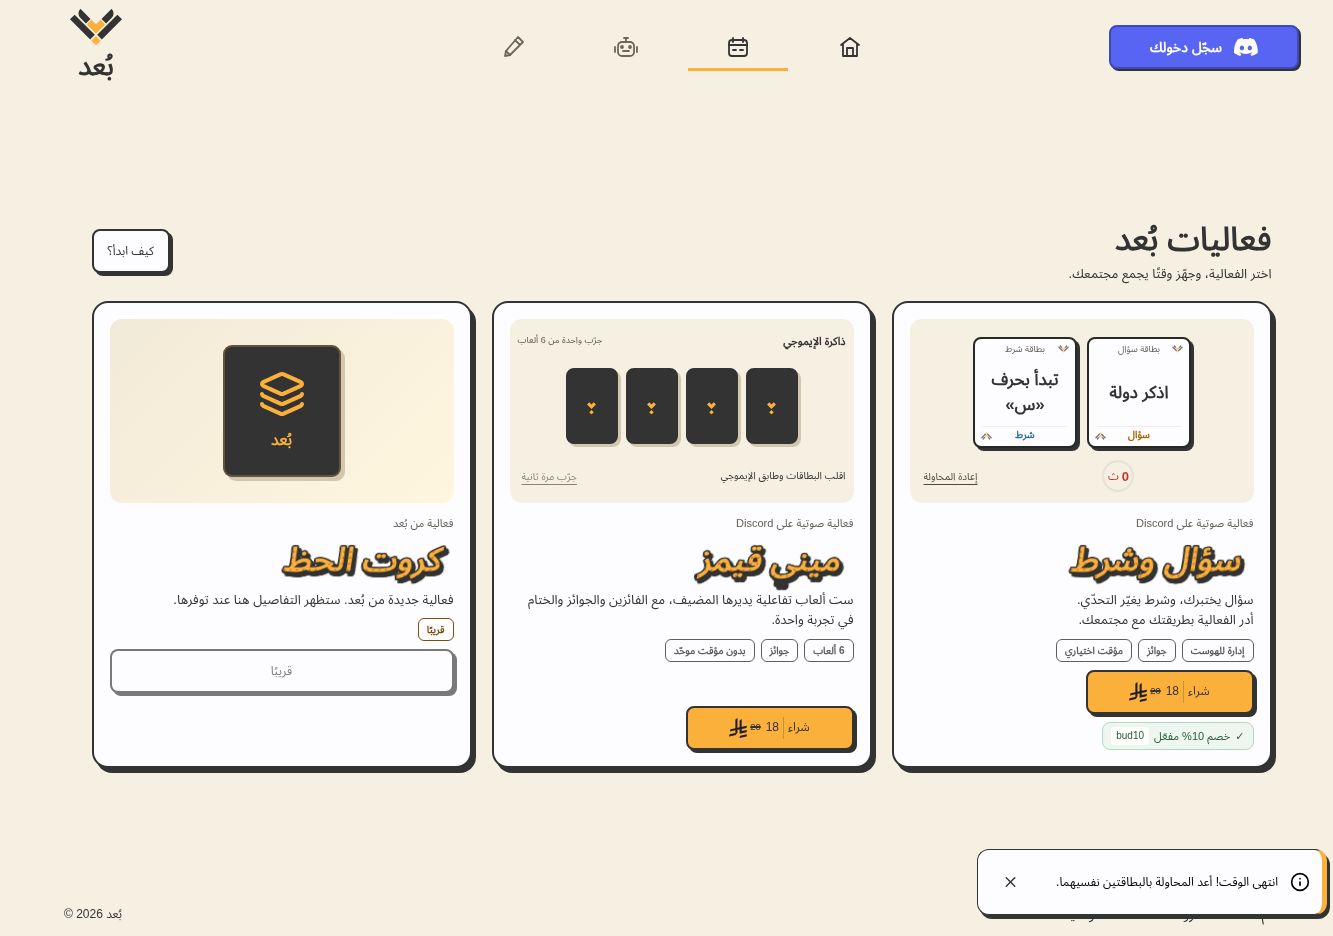 سجّل دخولك
بُعد
فعاليات بُعد
اختر الفعالية، وجهّز وقتًا يجمع مجتمعك.
كيف ابدأ؟
بطاقة سؤال
اذكر دولة
سؤال
بطاقة شرط
تبدأ بحرف
«س»
شرط
0 ث
إعادة المحاولة
فعالية صوتية على Discord
سؤال وشرط
سؤال يختبرك، وشرط يغيّر التحدّي.
أدر الفعالية بطريقتك مع مجتمعك.
إدارة للهوست
جوائز
مؤقت اختياري
شراء 18 20
✓ خصم 10% مفعّل bud10
ذاكرة الإيموجي
جرّب واحدة من 6 ألعاب
اقلب البطاقات وطابق الإيموجي
جرّب مرة ثانية
فعالية صوتية على Discord
ميني قيمز
ست ألعاب تفاعلية يديرها المضيف، مع الفائزين والجوائز والختام
في تجربة واحدة.
6 ألعاب
جوائز
بدون مؤقت موحّد
شراء 18 20
بُعد
فعالية من بُعد
كروت الحظ
فعالية جديدة من بُعد. ستظهر التفاصيل هنا عند توفرها.
قريبًا
قريبًا
انتهى الوقت! أعد المحاولة بالبطاقتين نفسيهما.
بُعد 2026 ©